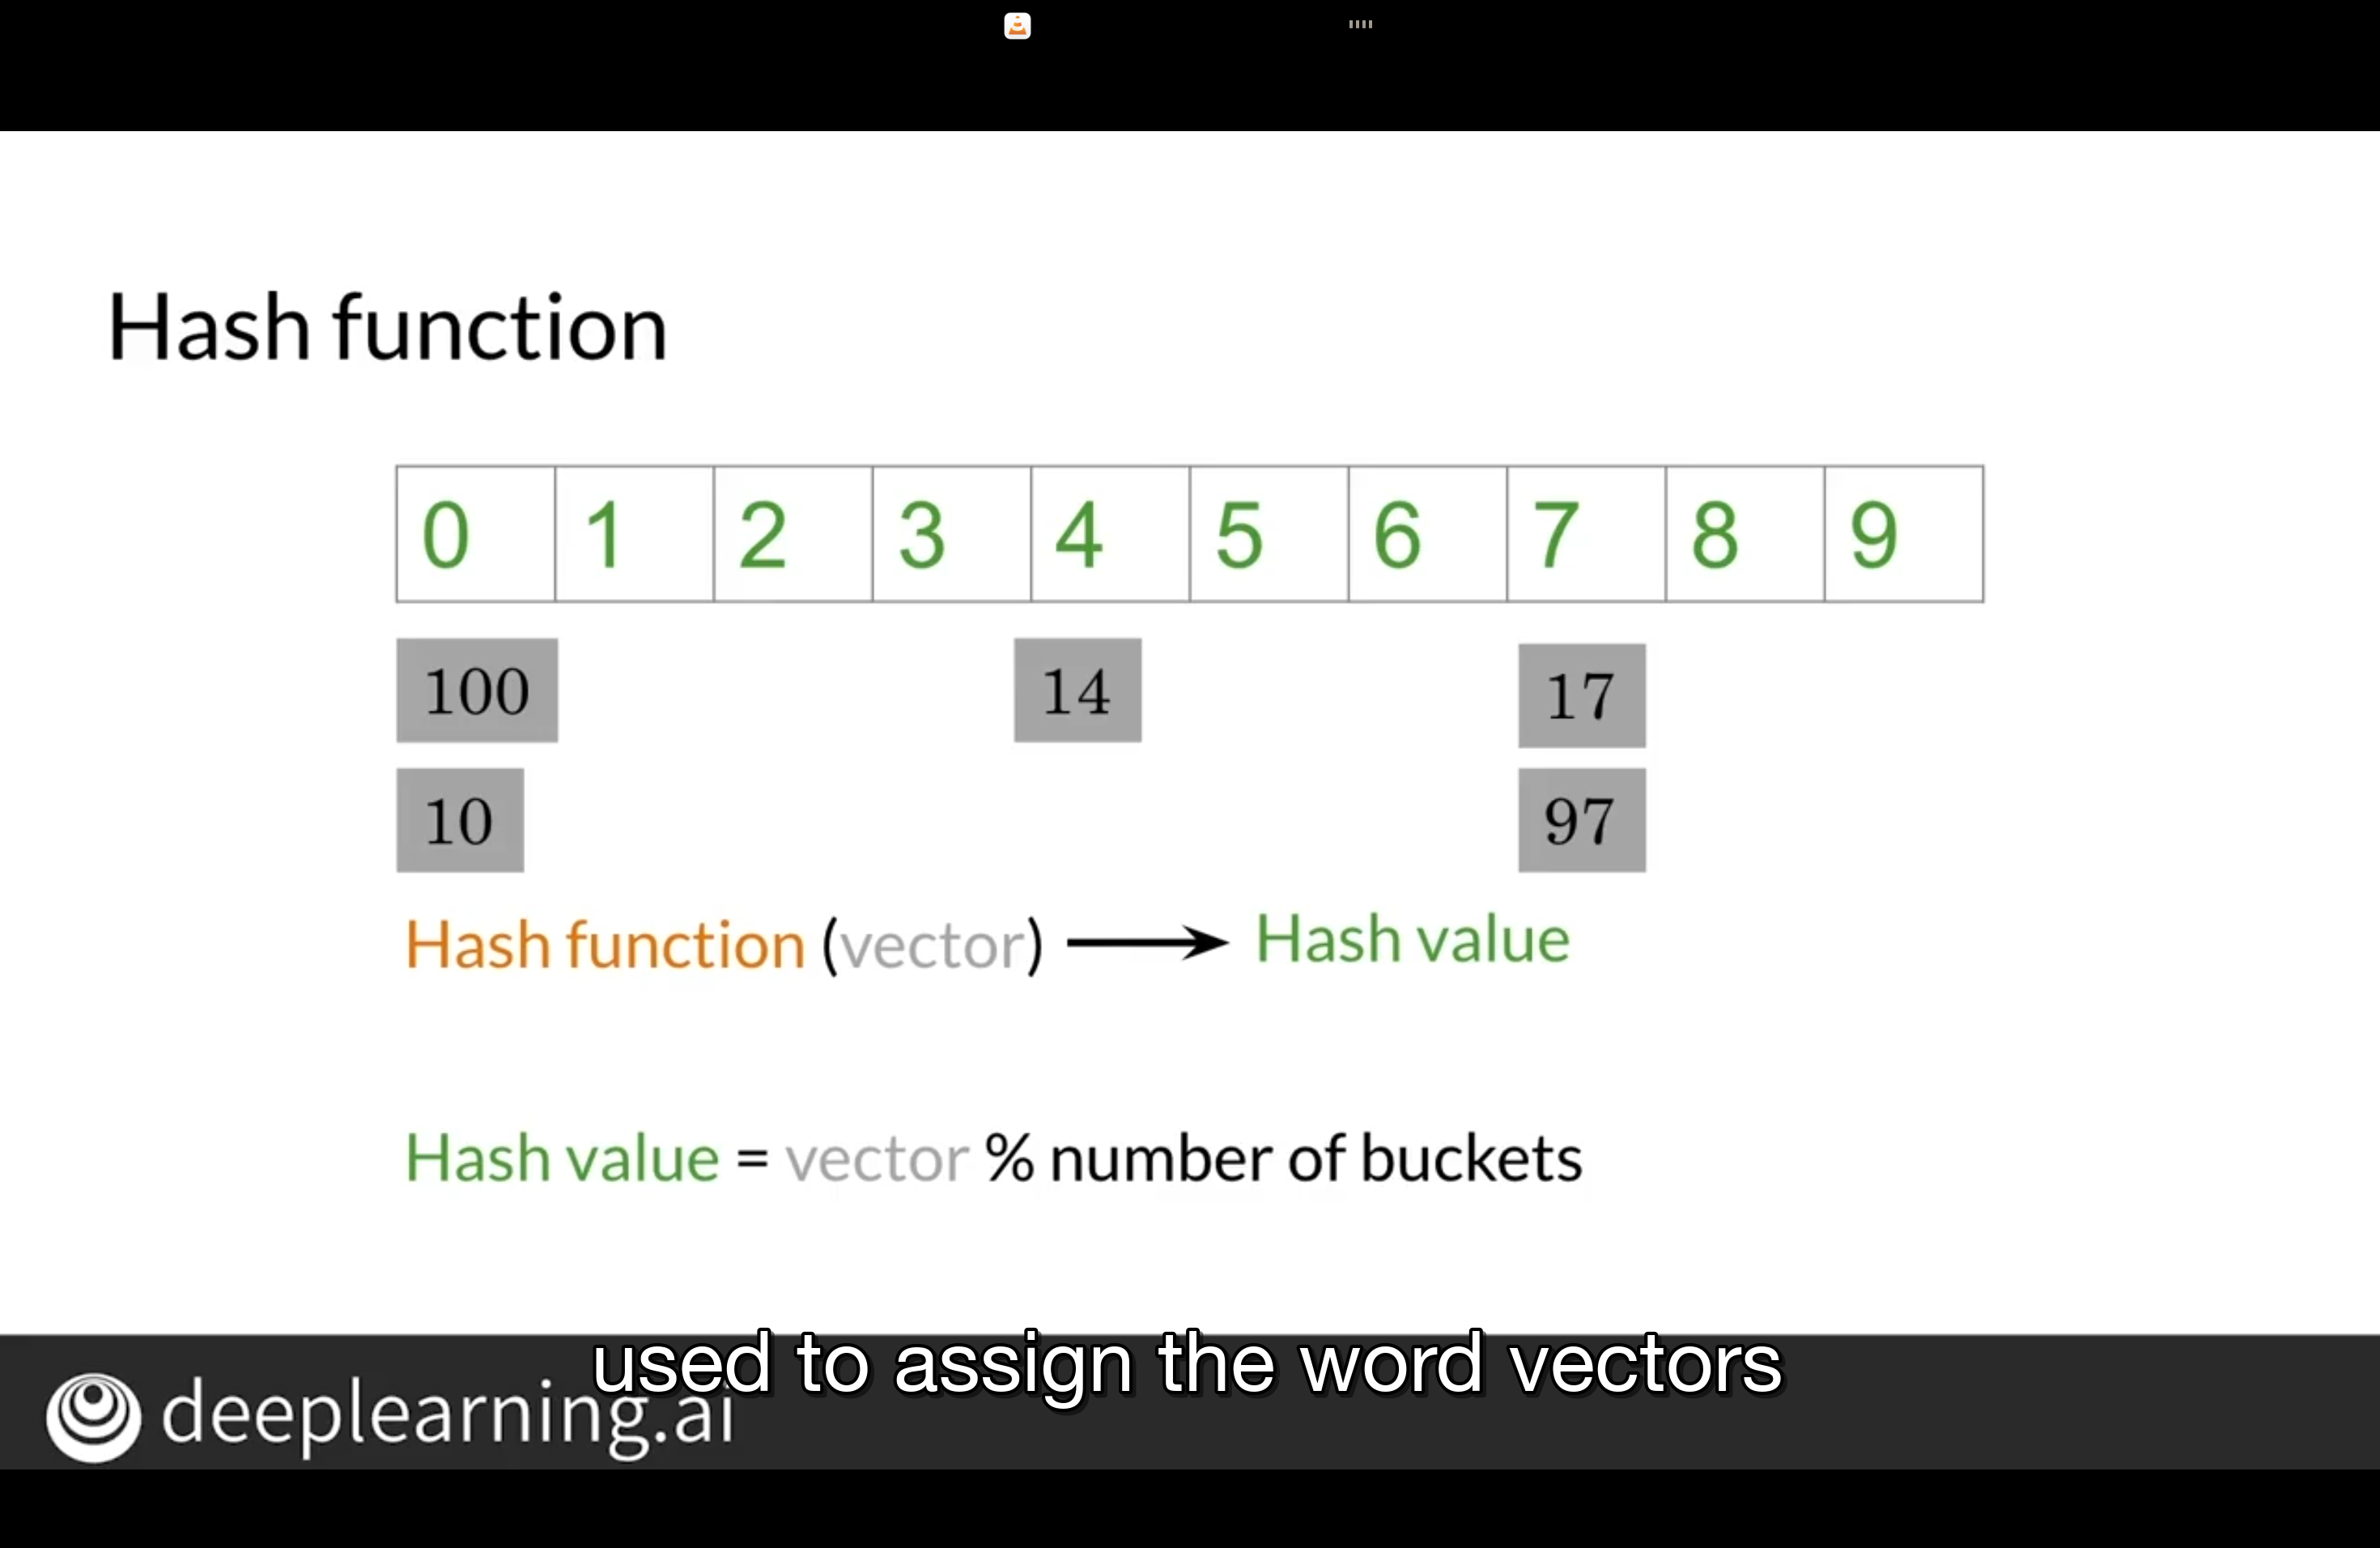 Hash function
0 1 2 3 4 5 6 7 8 9
100 14 17
10 97
Hash function (vector) → Hash value
Hash value = vector % number of buckets
used to assign the word vectors
deeplearning.ai